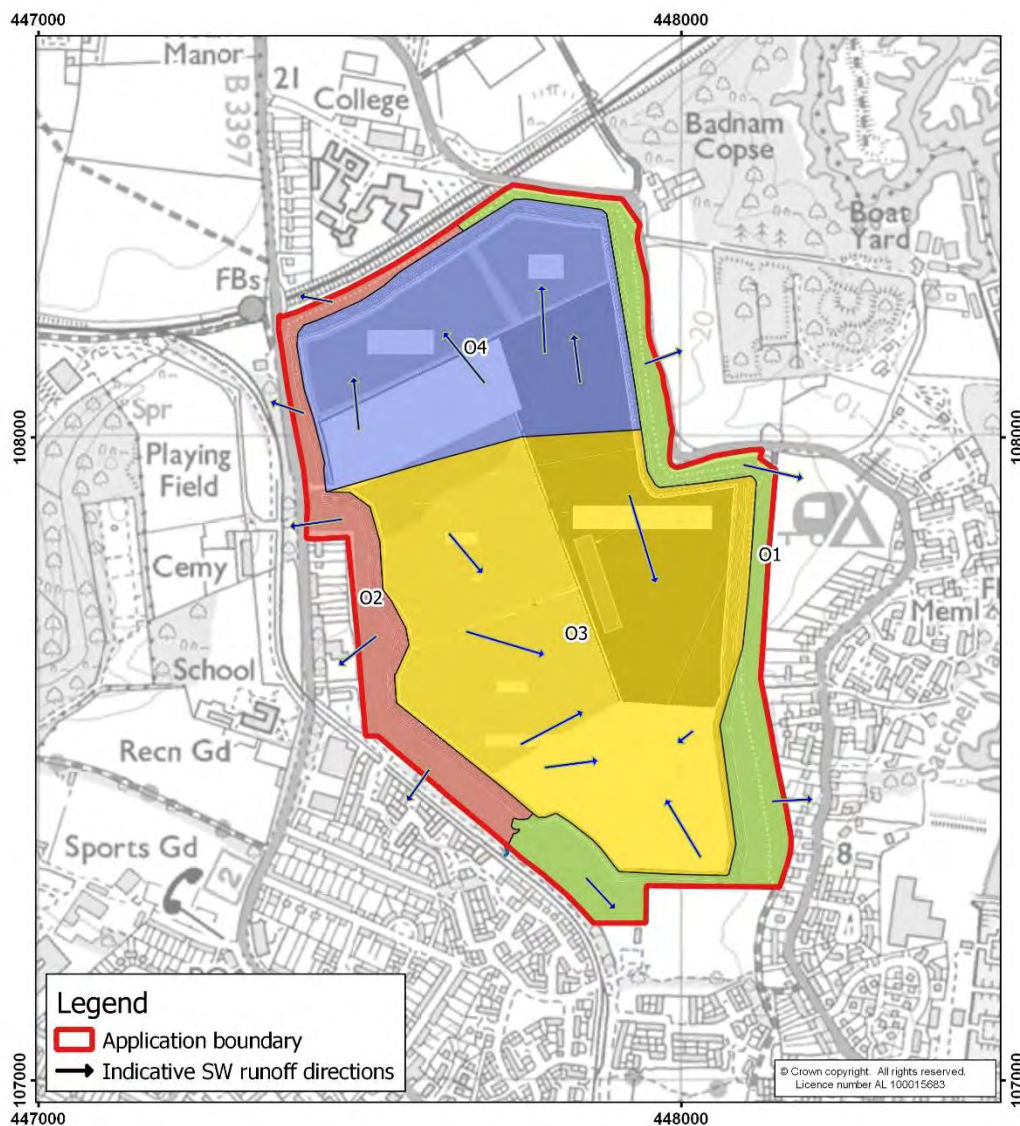 447000
448000
Manor
B 3397
21
College
Badnam
Copse
Boat
Yard
FBs
20
O4
10
108000
108000
Spr
Playing
Field
Cemy
O1
O2
Meml
O3
School
Satchell
Recn Gd
Sports Gd
8
Legend
Application boundary
Indicative SW runoff directions
© Crown copyright. All rights reserved.
Licence number AL 100015683
107000
107000
447000
448000